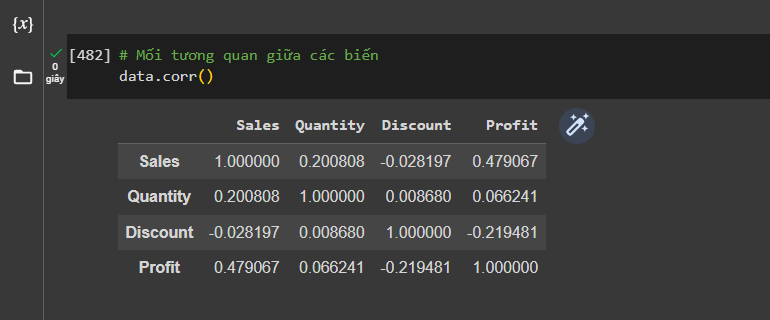 {x}
[482] # Mối tương quan giữa các biến
0
giây
data.corr()
Sales Quantity Discount Profit
Sales 1.000000 0.200808 -0.028197 0.479067
Quantity 0.200808 1.000000 0.008680 0.066241
Discount -0.028197 0.008680 1.000000 -0.219481
Profit 0.479067 0.066241 -0.219481 1.000000